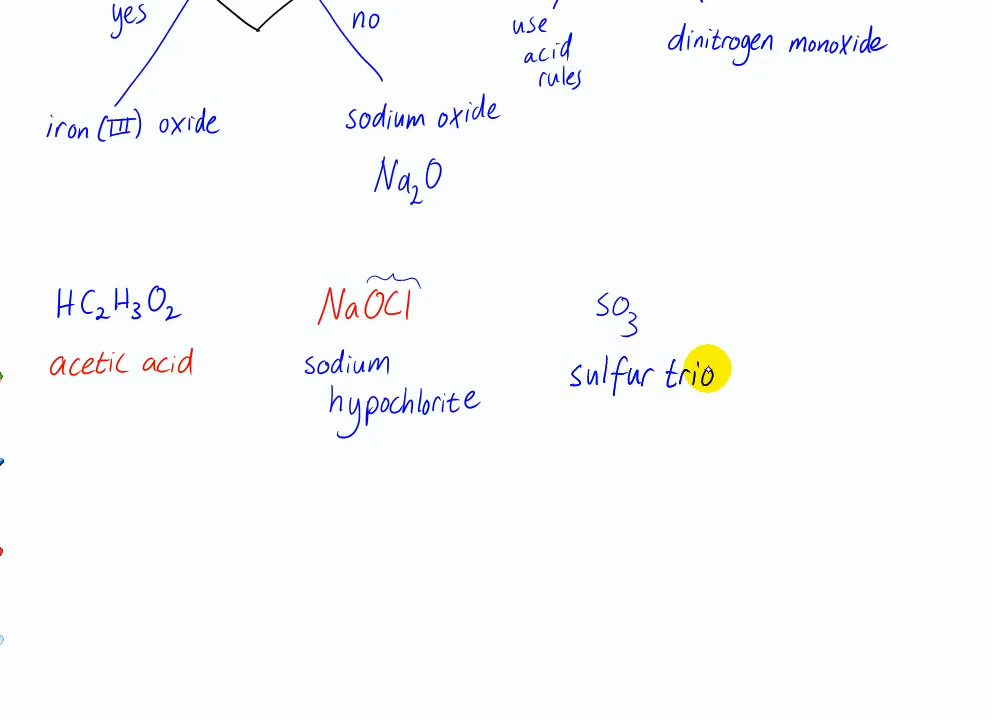 yes
no
use
acid
rules
dinitrogen monoxide
iron (III) oxide
sodium oxide
Na₂O
HC₂H₃O₂
NaOCl
SO₃
acetic acid
sodium
hypochlorite
sulfur trio